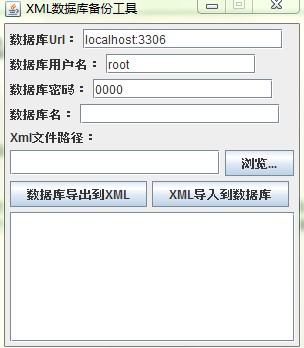 XML数据库备份工具
数据库Url： localhost:3306
数据库用户名： root
数据库密码： 0000
数据库名：
Xml文件路径：
浏览...
数据库导出到XML XML导入到数据库